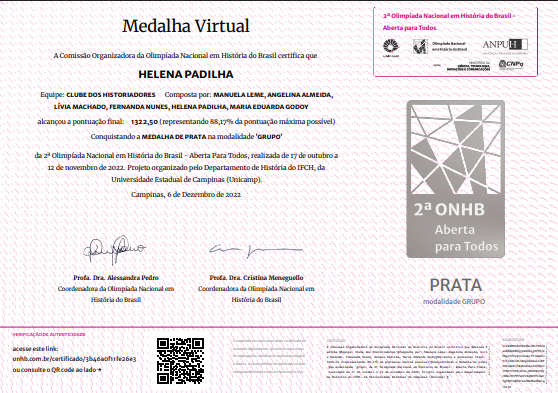 Medalha Virtual
A Comissão Organizadora da Olimpíada Nacional em História do Brasil certifica que
HELENA PADILHA
Equipe: CLUBE DOS HISTORIADORES Composta por: MANUELA LEME, ANGELINA ALMEIDA,
LÍVIA MACHADO, FERNANDA NUNES, HELENA PADILHA, MARIA EDUARDA GODOY
alcançou a pontuação final: 1322,50 (representando 88,17% da pontuação máxima possível)
Conquistando a MEDALHA DE PRATA na modalidade 'GRUPO'
da 2ª Olimpíada Nacional em História do Brasil - Aberta Para Todos, realizada de 17 de outubro a
12 de novembro de 2022. Projeto organizado pelo Departamento de História do IFCH, da
Universidade Estadual de Campinas (Unicamp).
Campinas, 6 de Dezembro de 2022
Profa. Dra. Alessandra Pedro
Coordenadora da Olimpíada Nacional em
História do Brasil
Profa. Dra. Cristina Meneguello
Coordenadora da Olimpíada Nacional em
História do Brasil
2ª Olimpíada Nacional em História do Brasil -
Aberta para Todos
UNICAMP
Olimpíada Nacional
em História do Brasil
ANPUH
MINISTÉRIO DA
CIÊNCIA, TECNOLOGIA,
INOVAÇÕES E COMUNICAÇÕES
CNPq
2ª ONHB
Aberta
para Todos
PRATA
modalidade GRUPO
VERIFICAÇÃO DE AUTENTICIDADE
acesse este link:
onhb.com.br/certificado/3b46a0f11fe26e3
ou consulte o QR code ao lado →